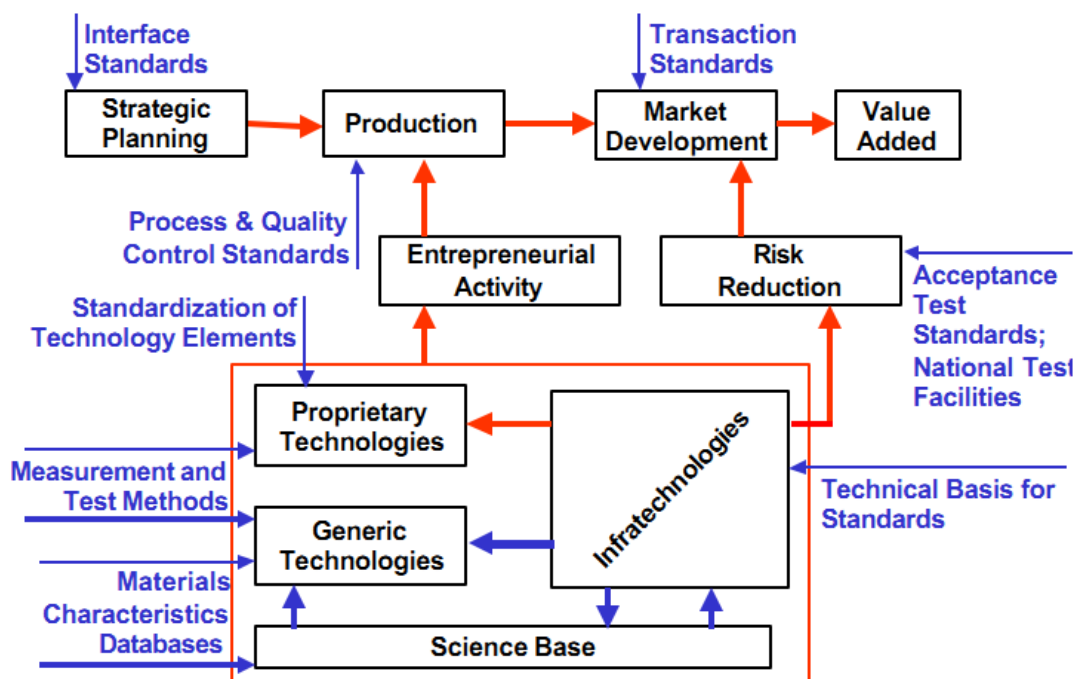 Interface
Standards
Transaction
Standards
Strategic
Planning
Production
Market
Development
Value
Added
Process & Quality
Control Standards
Entrepreneurial
Activity
Risk
Reduction
Acceptance
Test
Standards;
National Test
Facilities
Standardization of
Technology Elements
Proprietary
Technologies
Infratechnologies
Measurement and
Test Methods
Technical Basis for
Standards
Generic
Technologies
Materials
Characteristics
Databases
Science Base